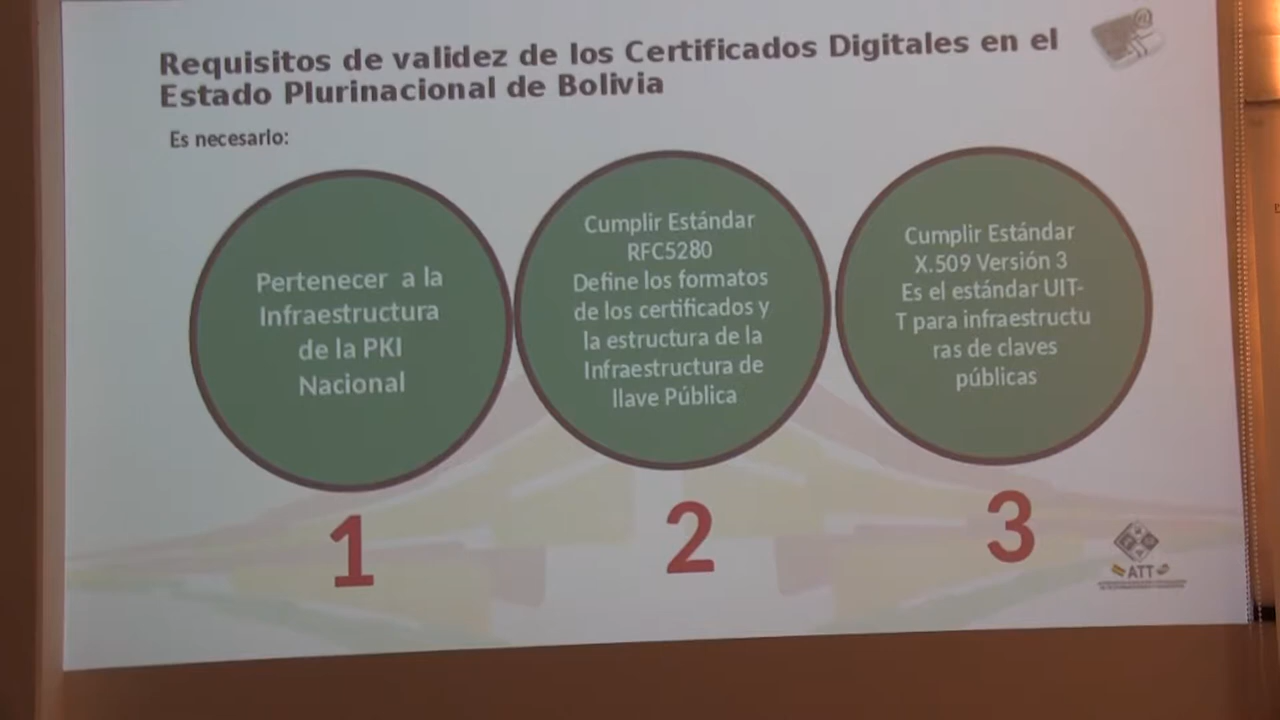 Requisitos de validez de los Certificados Digitales en el
Estado Plurinacional de Bolivia
Es necesario:
Pertenecer a la
Infraestructura
de la PKI
Nacional
1
Cumplir Estándar
RFC5280
Define los formatos
de los certificados y
la estructura de la
Infraestructura de
llave Pública
2
Cumplir Estándar
X.509 Versión 3
Es el estándar UIT-
T para infraestructu
ras de claves
públicas
3
ATT